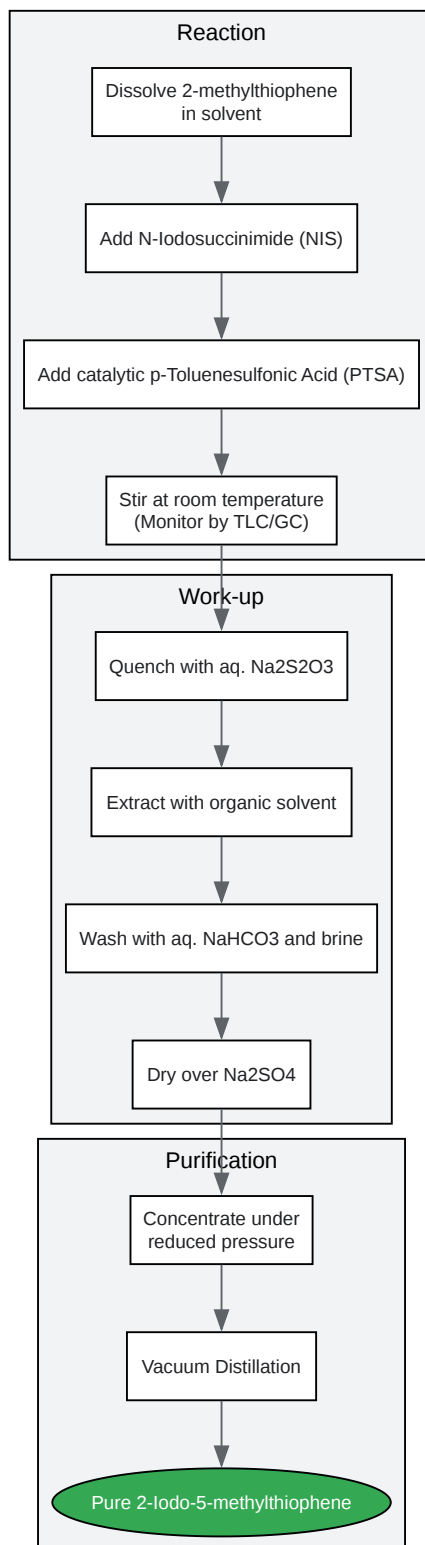 Reaction
Dissolve 2-methylthiophene
in solvent
Add N-Iodosuccinimide (NIS)
Add catalytic p-Toluenesulfonic Acid (PTSA)
Stir at room temperature
(Monitor by TLC/GC)
Work-up
Quench with aq. Na2S2O3
Extract with organic solvent
Wash with aq. NaHCO3 and brine
Dry over Na2SO4
Purification
Concentrate under
reduced pressure
Vacuum Distillation
Pure 2-Iodo-5-methylthiophene